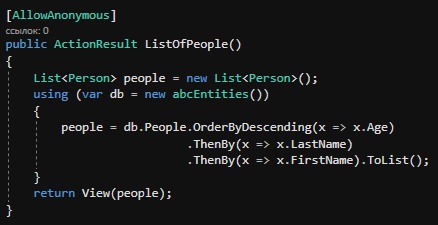 [AllowAnonymous]
ссылок: 0
public ActionResult ListOfPeople()
{
    List<Person> people = new List<Person>();
    using (var db = new abcEntities())
    {
        people = db.People.OrderByDescending(x => x.Age)
                          .ThenBy(x => x.LastName)
                          .ThenBy(x => x.FirstName).ToList();
    }
    return View(people);
}